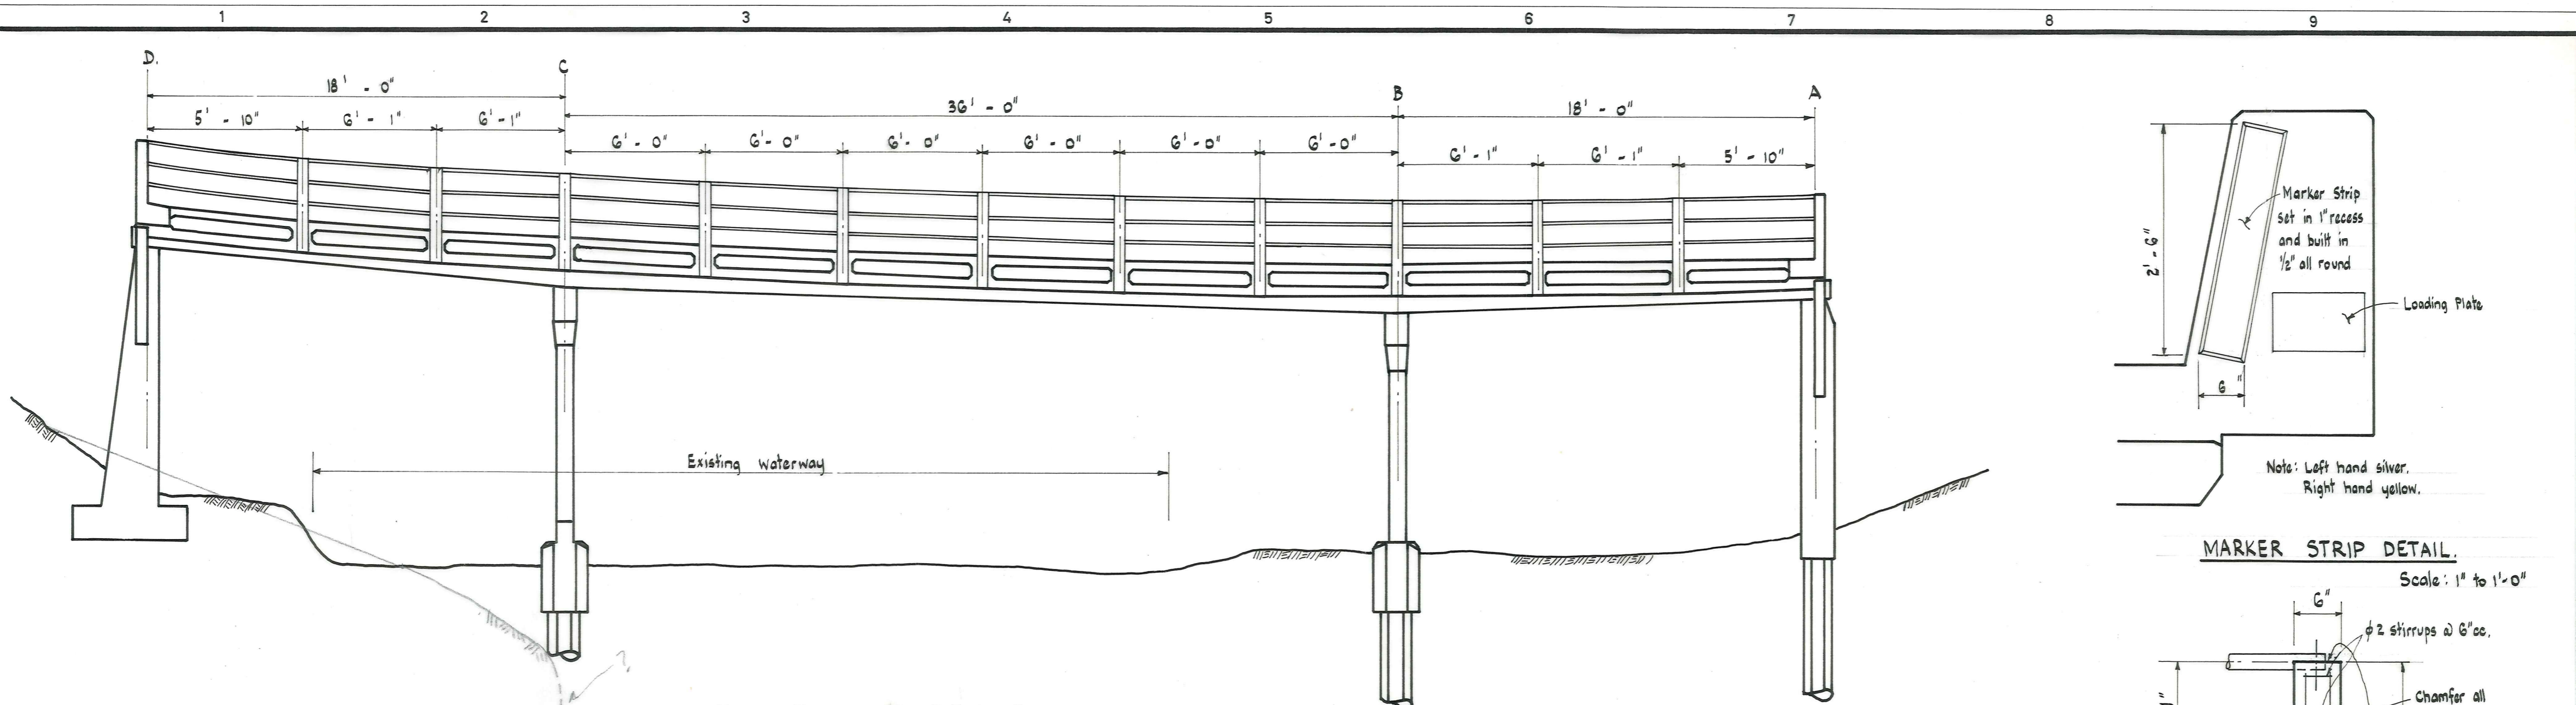 1 2 3 4 5 6 7 8 9
D. C B A
18' - 0" 36' - 0" 18' - 0"
5' - 10" 6' - 1" 6' - 1" 6' - 0" 6' - 0" 6' - 0" 6' - 0" 6' - 0" 6' - 0" 6' - 1" 6' - 1" 5' - 10"
Existing waterway
?
2' - 6"
Marker Strip
set in 1" recess
and built in
1/2" all round
Loading Plate
6"
Note: Left hand silver.
Right hand yellow.
MARKER STRIP DETAIL.
Scale: 1" to 1'-0"
6"
ϕ2 stirrups @ 6"cc.
Chamfer all